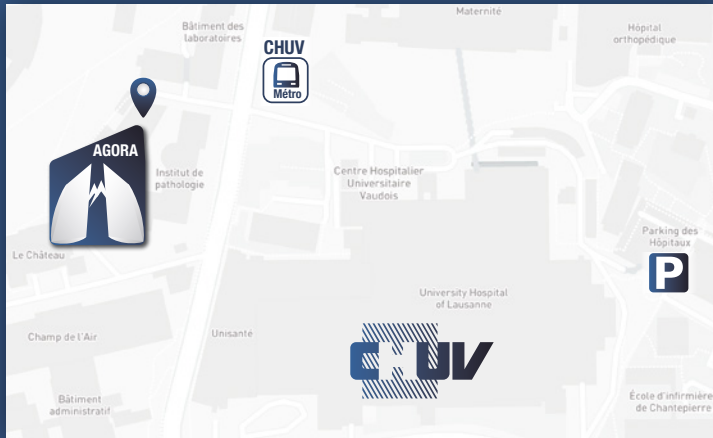 Maternité
Bâtiment des
laboratoires
Hôpital
orthopédique
CHUV
Métro
AGORA
Institut de
pathologie
Centre Hospitalier
Universitaire
Vaudois
Parking des
Hôpitaux
P
Le Château
University Hospital
of Lausanne
Champ de l'Air
Unisanté
CHUV
Bâtiment
administratif
École d'infirmière
de Chantepierre